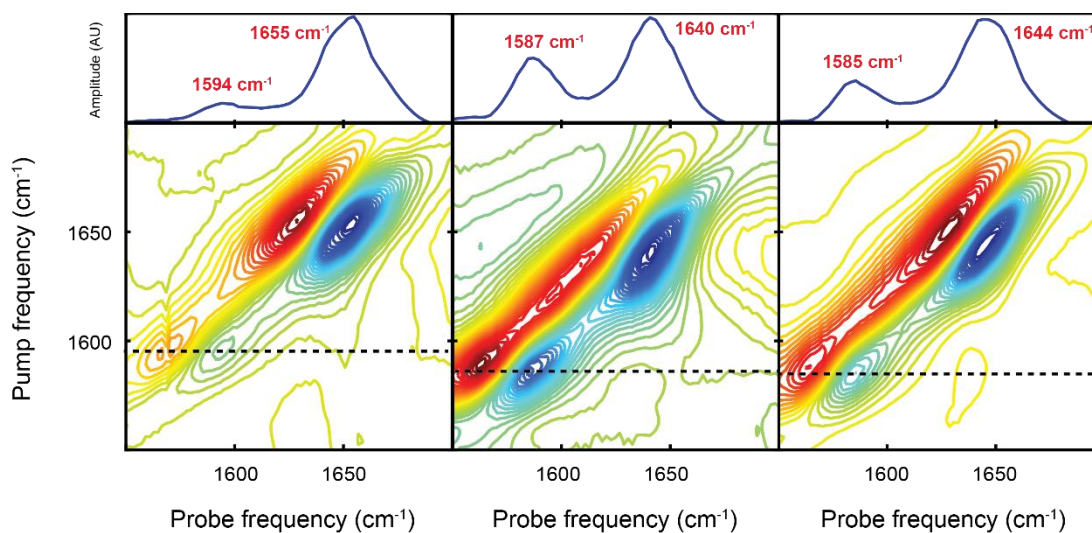 1655 cm⁻¹
1594 cm⁻¹
1587 cm⁻¹
1640 cm⁻¹
1585 cm⁻¹
1644 cm⁻¹
Amplitude (AU)
Pump frequency (cm⁻¹)
1650
1600
1600 1650 1600 1650 1600 1650
Probe frequency (cm⁻¹) Probe frequency (cm⁻¹) Probe frequency (cm⁻¹)